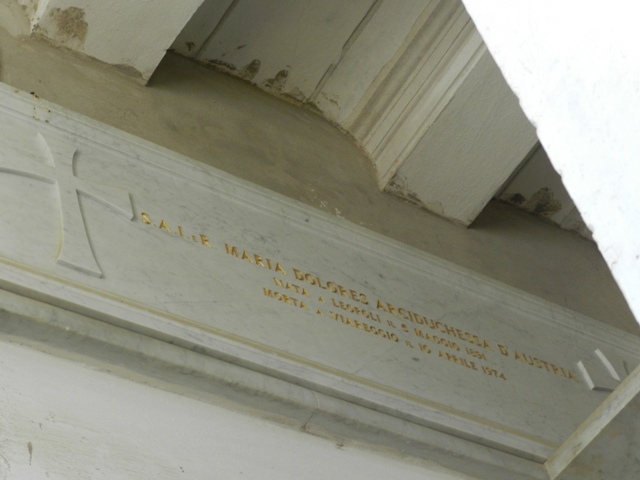 S.A.I. e R. MARIA DOLORES ARCIDUCHESSA D'AUSTRIA
NATA A LEOPOLI IL 5 MAGGIO 1891
MORTA A VIAREGGIO IL 10 APRILE 1974